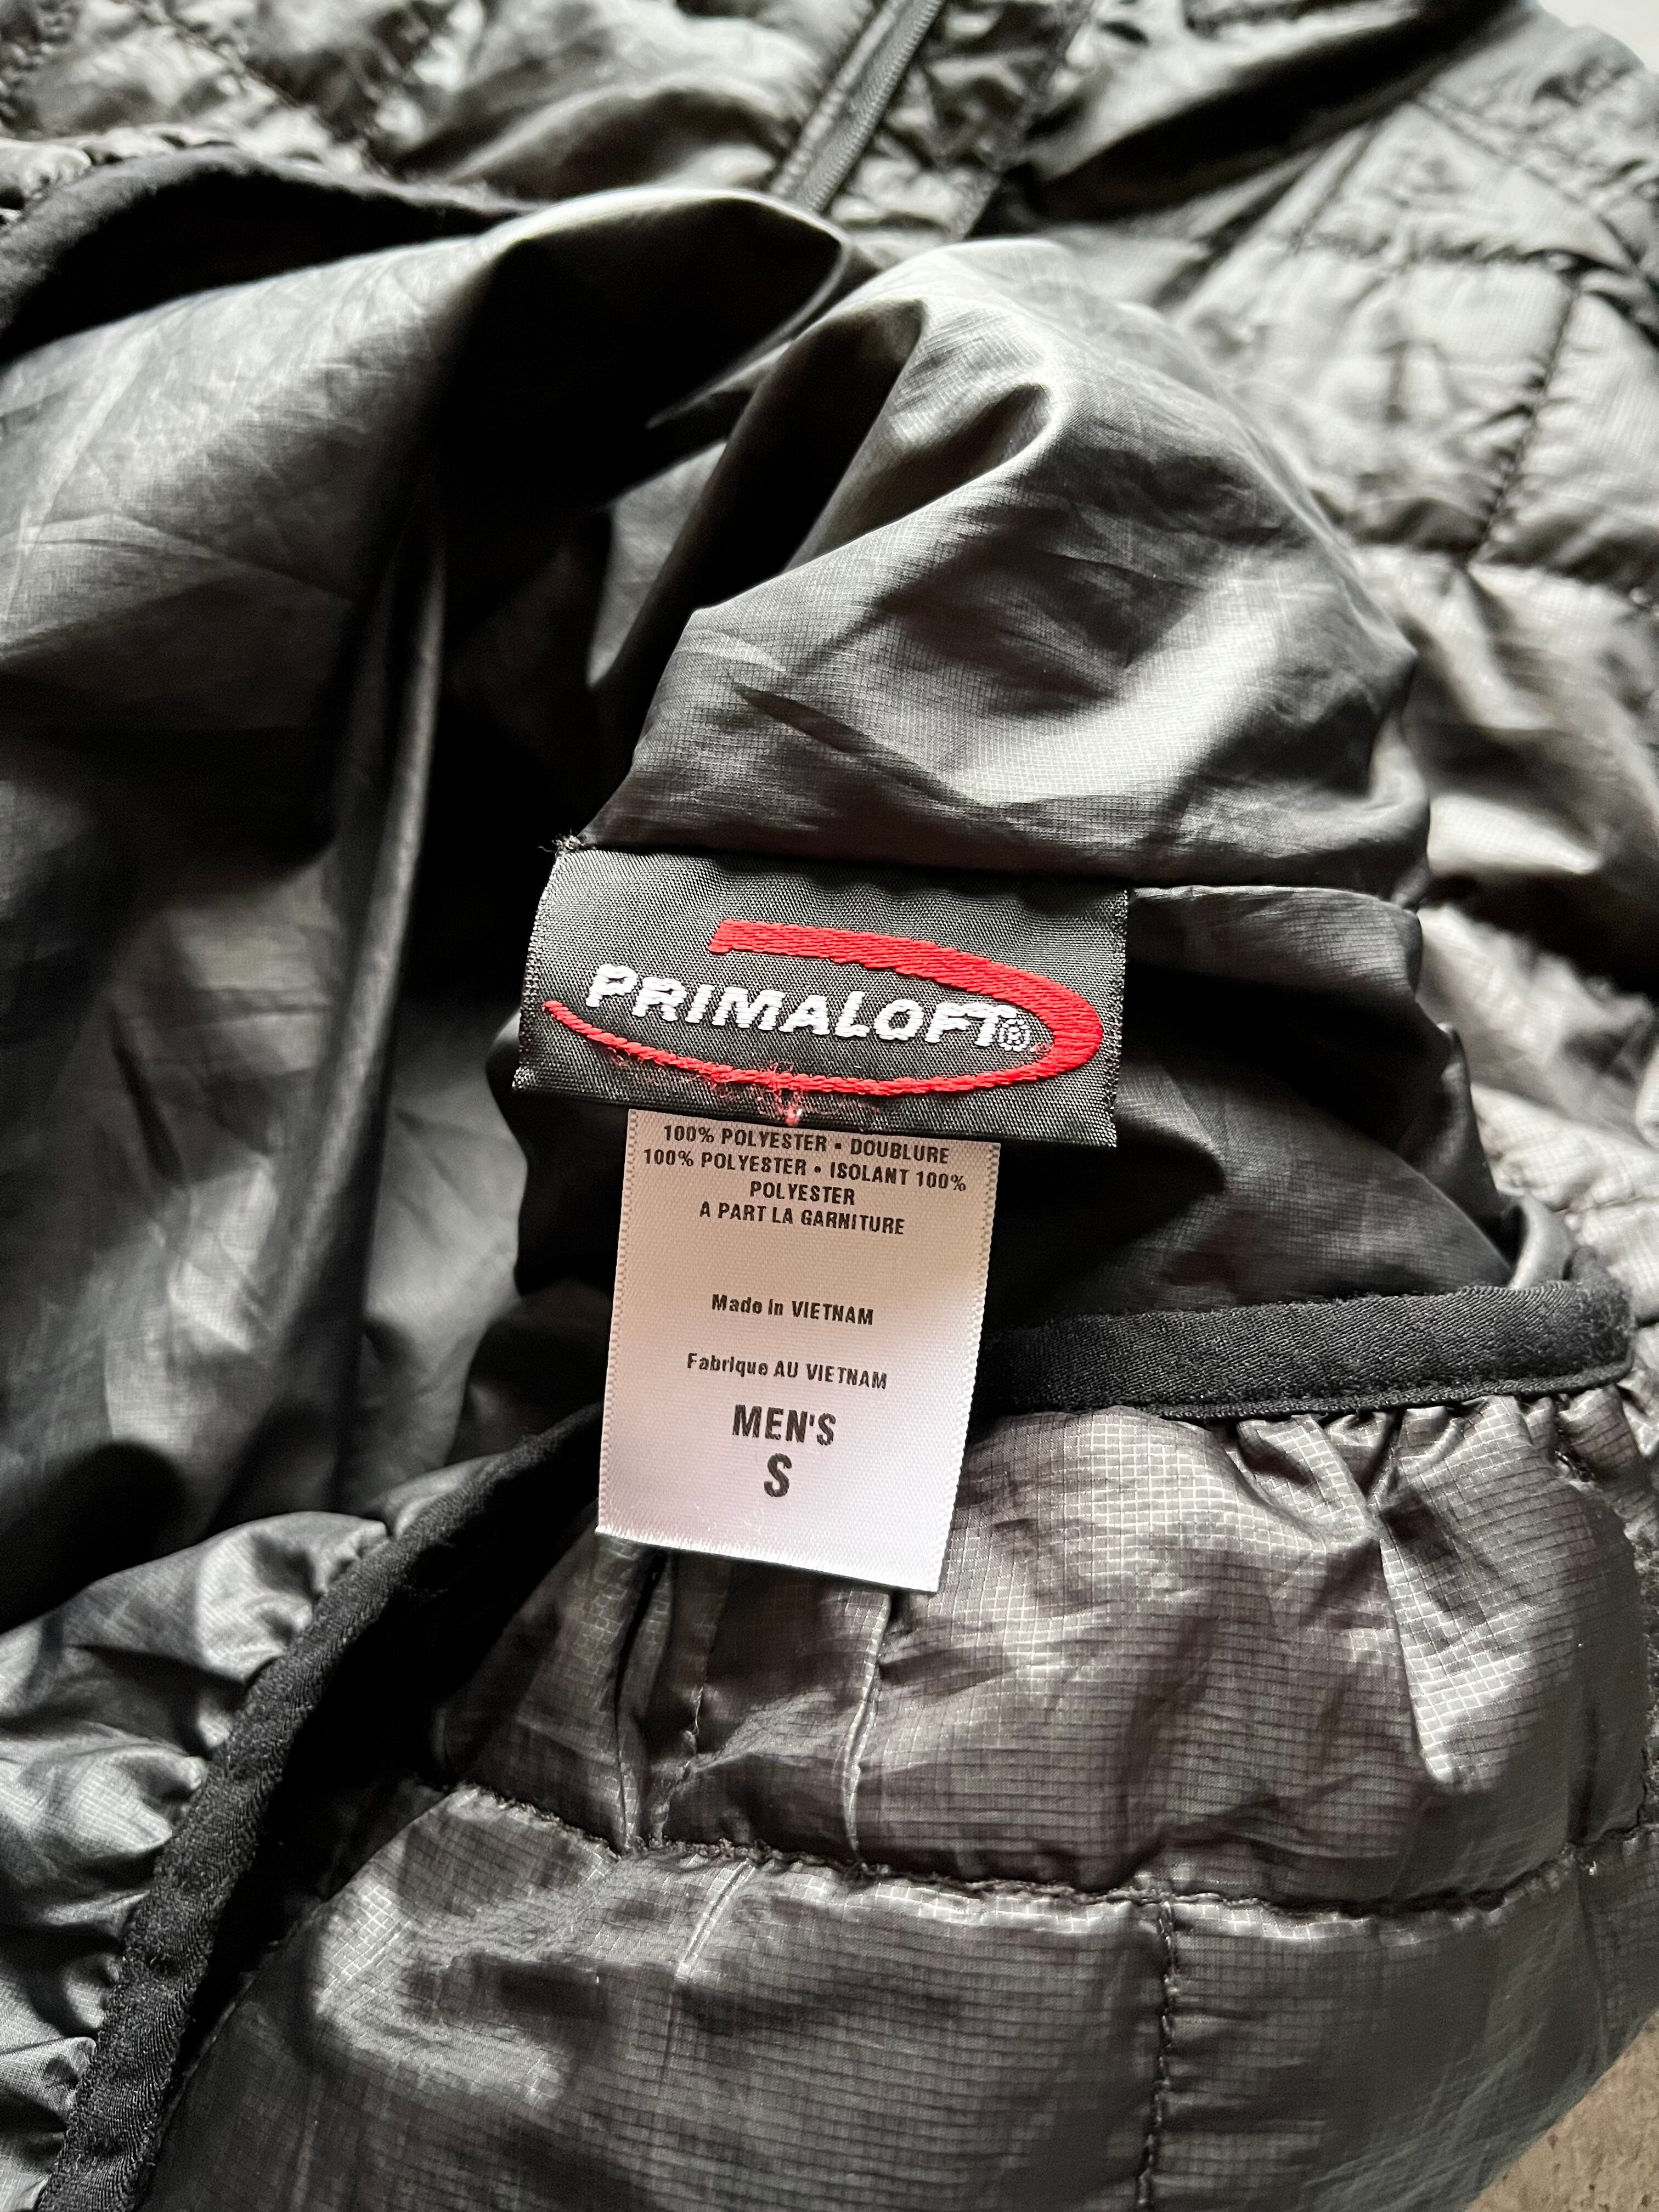 PRIMALOFT®
100% POLYESTER • DOUBLURE
100% POLYESTER • ISOLANT 100%
POLYESTER
A PART LA GARNITURE
Made in VIETNAM
Fabrique AU VIETNAM
MEN'S
S